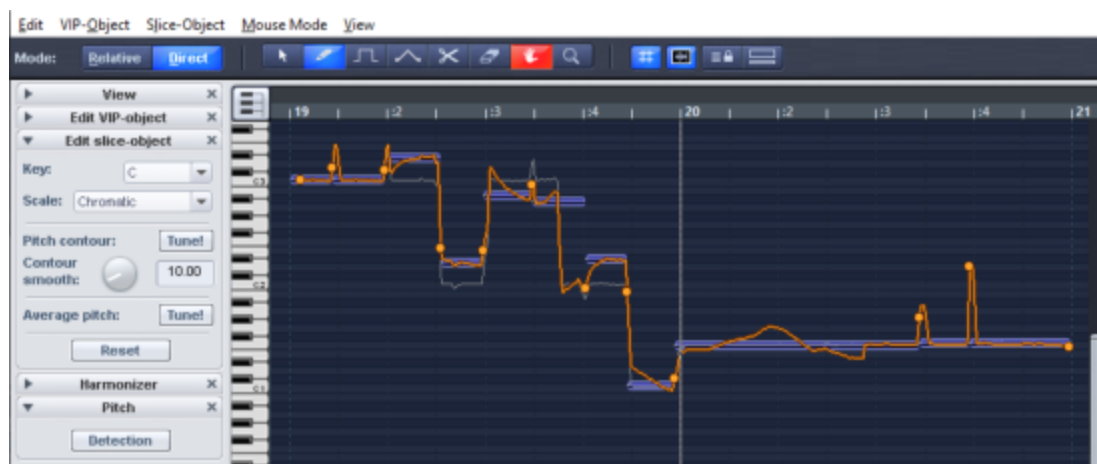 Edit VIP-Object Slice-Object Mouse Mode View
Mode: Relative Direct
View
Edit VIP-object
Edit slice-object
Key: C
Scale: Chromatic
Pitch contour: Tune!
Contour smooth: 10.00
Average pitch: Tune!
Reset
Harmonizer
Pitch
Detection
19 :2 :3 :4 20 :2 :3 :4 21
C3
C2
C1